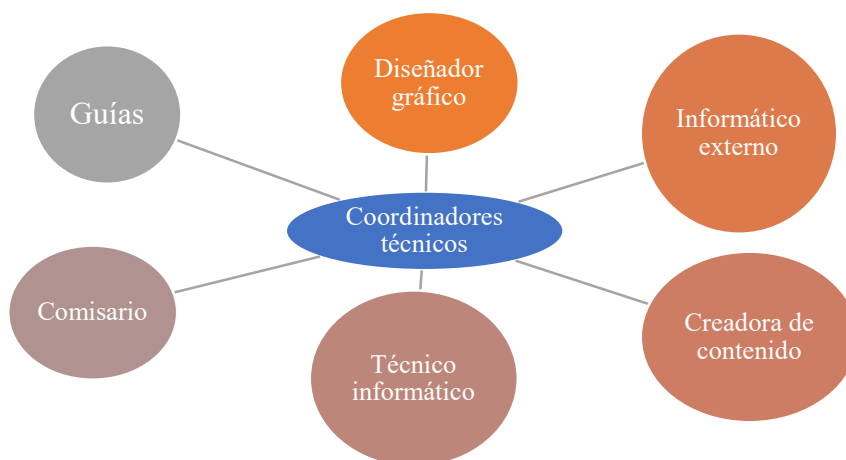 Diseñador
gráfico
Guías
Informático
externo
Coordinadores
técnicos
Comisario
Creadora de
contenido
Técnico
informático